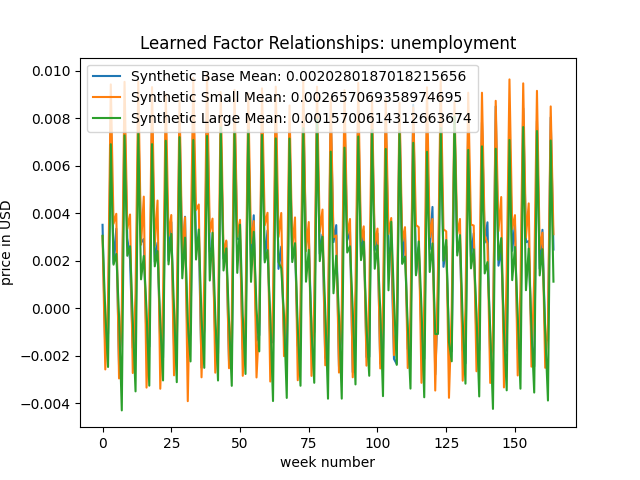 Learned Factor Relationships: unemployment
Synthetic Base Mean: 0.0020280187018215656
Synthetic Small Mean: 0.002657069358974695
Synthetic Large Mean: 0.0015700614312663674
0.010
0.008
0.006
0.004
0.002
0.000
−0.002
−0.004
price in USD
0 25 50 75 100 125 150
week number